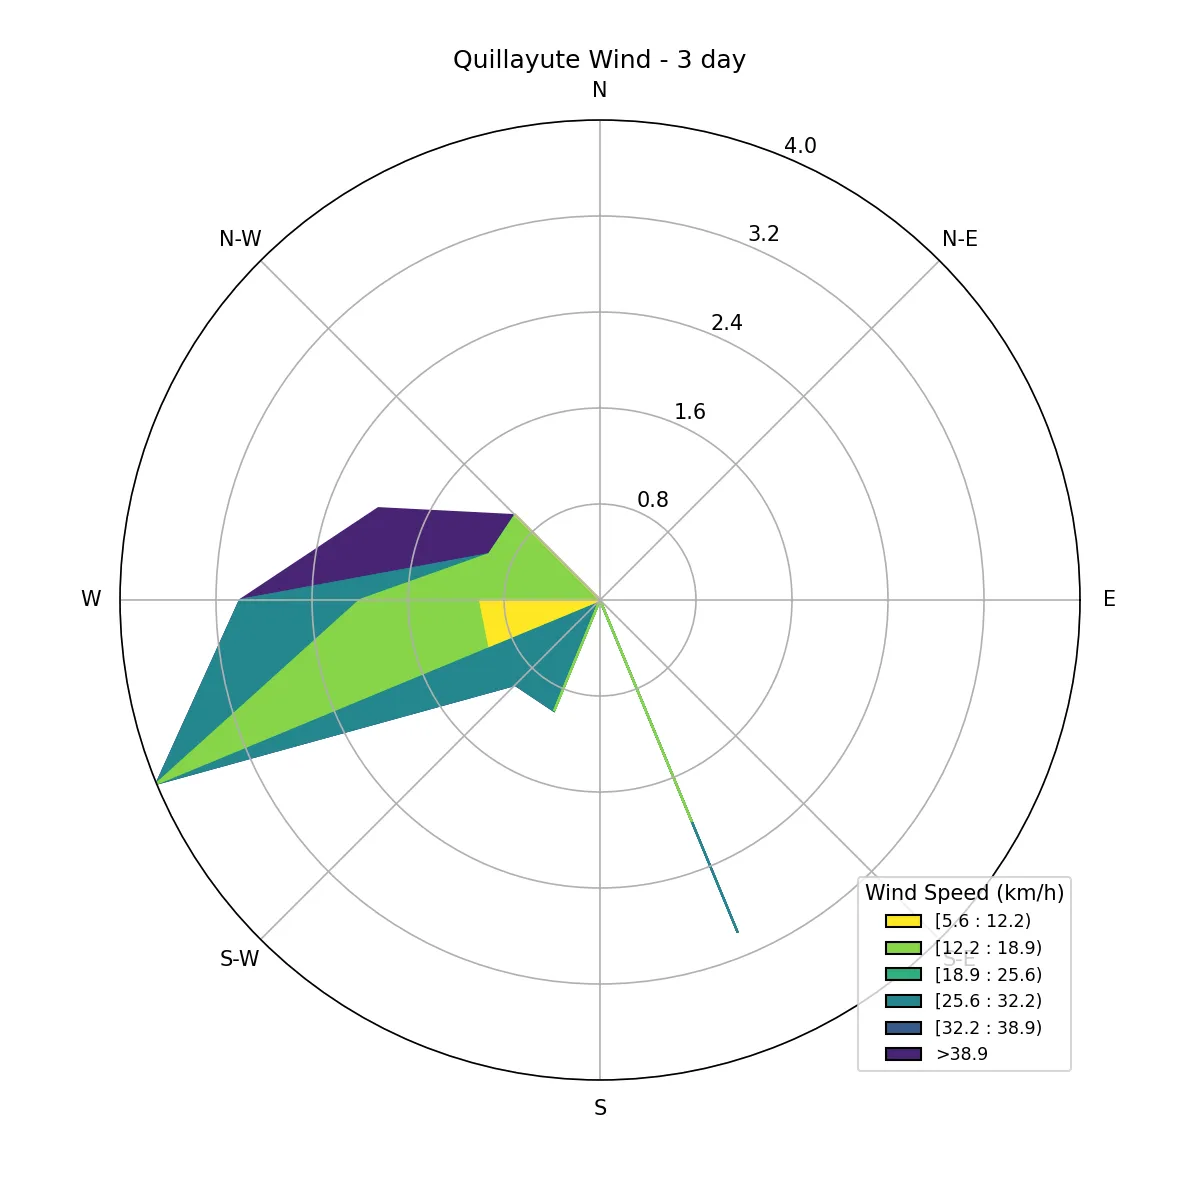 Quillayute Wind - 3 day
N
4.0
3.2
N-W
N-E
2.4
1.6
0.8
W
E
Wind Speed (km/h)
[5.6 : 12.2)
[12.2 : 18.9)
S-W
S-E
[18.9 : 25.6)
[25.6 : 32.2)
[32.2 : 38.9)
>38.9
S